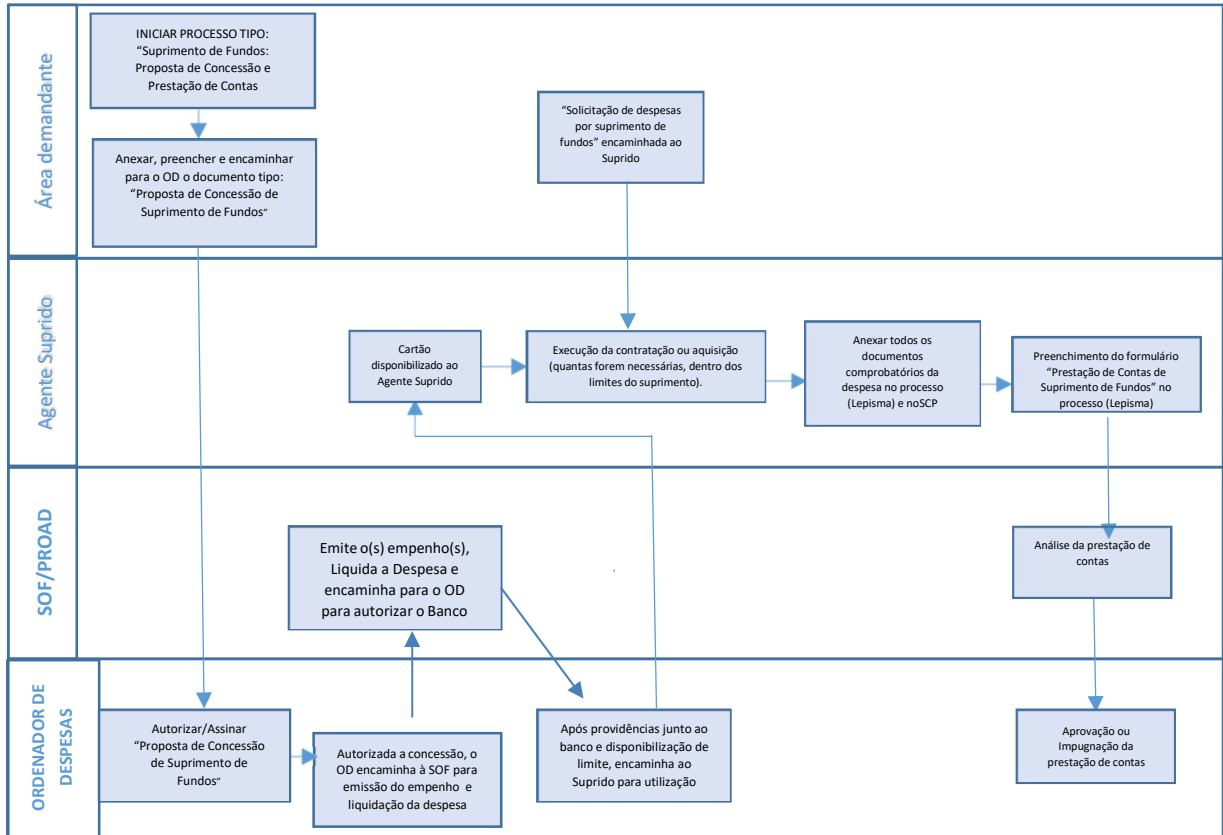 Área demandante
INICIAR PROCESSO TIPO:
“Suprimento de Fundos:
Proposta de Concessão e
Prestação de Contas
Anexar, preencher e encaminhar
para o OD o documento tipo:
“Proposta de Concessão de
Suprimento de Fundos”
“Solicitação de despesas
por suprimento de
fundos” encaminhada ao
Suprido
Agente Suprido
Cartão
disponibilizado ao
Agente Suprido
Execução da contratação ou aquisição
(quantas forem necessárias, dentro dos
limites do suprimento).
Anexar todos os
documentos
comprobatórios da
despesa no processo
(Lepisma) e noSCP
Preenchimento do formulário
“Prestação de Contas de
Suprimento de Fundos” no
processo (Lepisma)
SOF/PROAD
Emite o(s) empenho(s),
Liquida a Despesa e
encaminha para o OD
para autorizar o Banco
Análise da prestação de
contas
ORDENADOR DE
DESPESAS
Autorizar/Assinar
“Proposta de Concessão
de Suprimento de
Fundos”
Autorizada a concessão, o
OD encaminha à SOF para
emissão do empenho e
liquidação da despesa
Após providências junto ao
banco e disponibilização de
limite, encaminha ao
Suprido para utilização
Aprovação ou
Impugnação da
prestação de contas